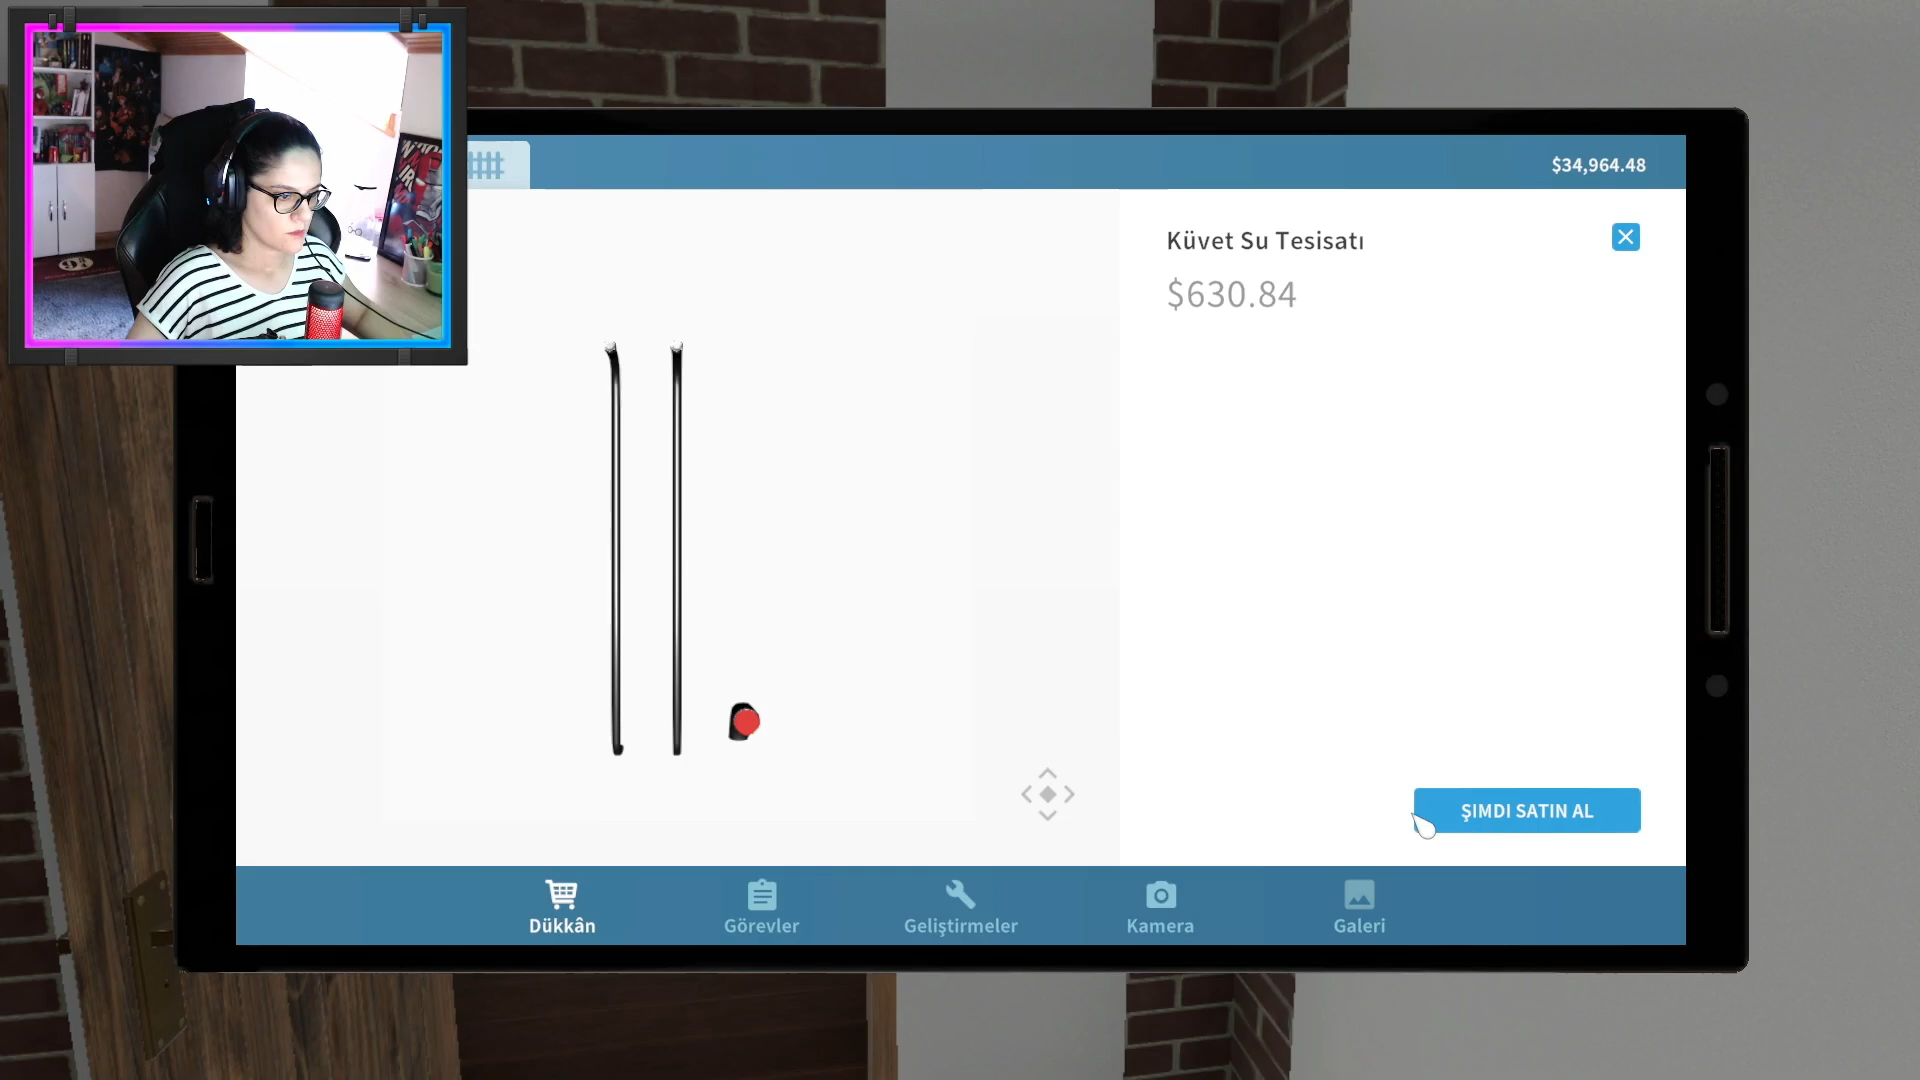 $34,964.48
Küvet Su Tesisatı
$630.84
ŞIMDI SATIN AL
Dükkân
Görevler
Geliştirmeler
Kamera
Galeri